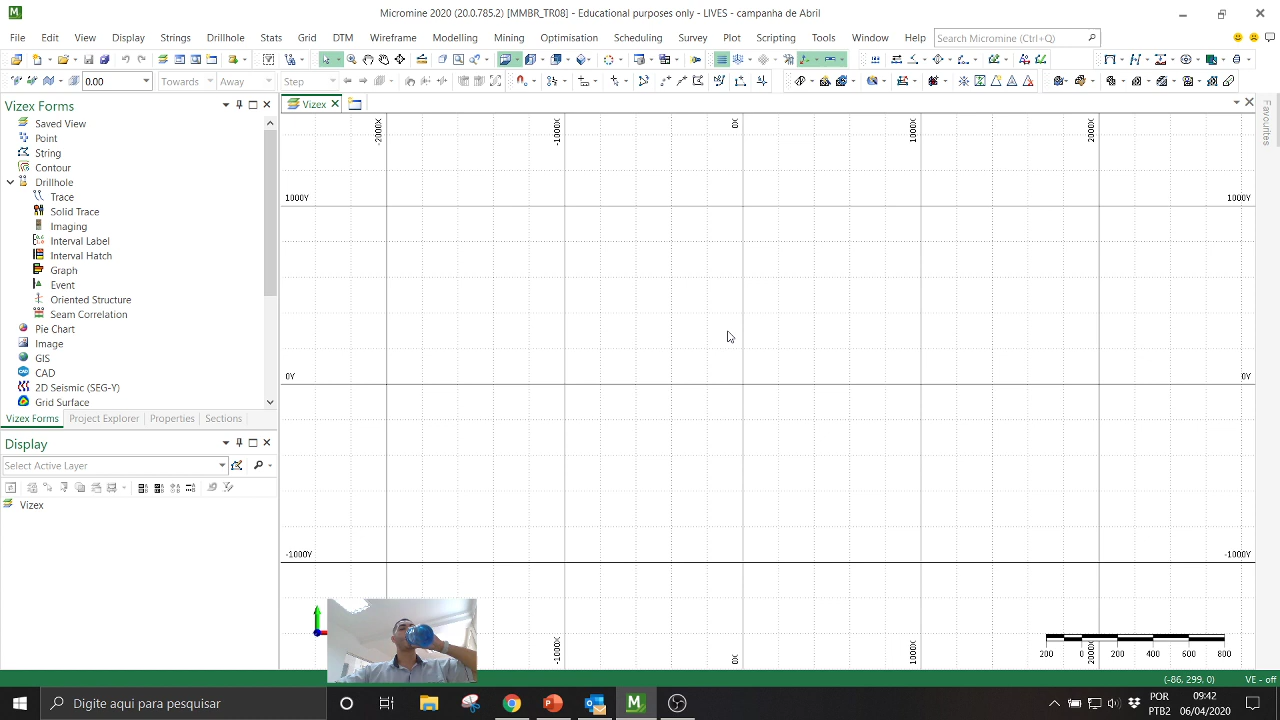 Micromine 2020 (20.0.785.2) [MMBR_TR08] - Educational purposes only - LIVES - campanha de Abril
File Edit View Display Strings Drillhole Stats Grid DTM Wireframe Modelling Mining Optimisation Scheduling Survey Plot Scripting Tools Window Help Search Micromine (Ctrl+Q)
0.00 Towards Away Step
Vizex Forms
Saved View
Point
String
Contour
Drillhole
Trace
Solid Trace
Imaging
Interval Label
Interval Hatch
Graph
Event
Oriented Structure
Seam Correlation
Pie Chart
Image
GIS
CAD
2D Seismic (SEG-Y)
Grid Surface
Vizex Forms Project Explorer Properties Sections
Display
Select Active Layer
Vizex
Vizex
-2000X -1000X 0X 1000X 2000X
1000Y 1000Y
0Y 0Y
-1000Y -1000Y
-1000X 0X 1000X 2000X
200 0 200 400 600 800
Favourites
(-86, 299, 0) VE - off
Digite aqui para pesquisar
POR
PTB2
09:42
06/04/2020